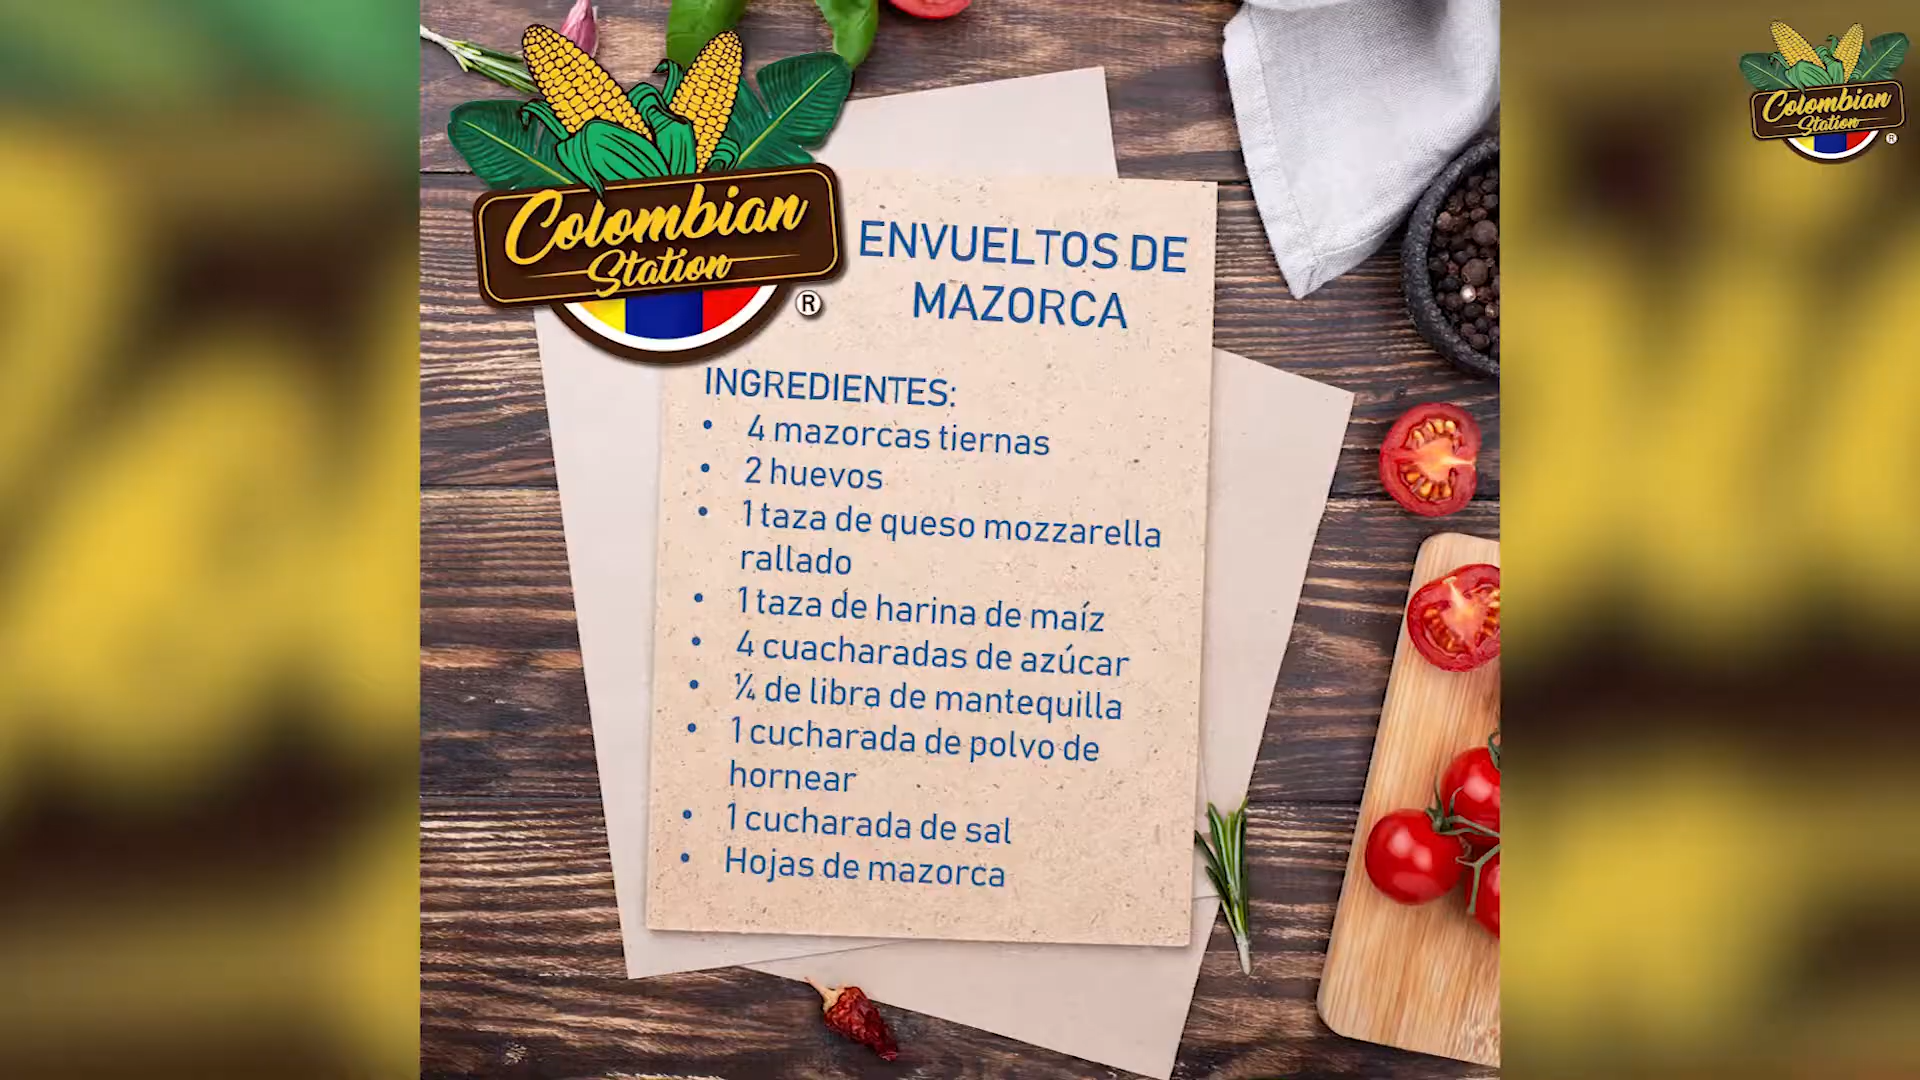 Colombian
Station
®
ENVUELTOS DE
MAZORCA
INGREDIENTES:
• 4 mazorcas tiernas
• 2 huevos
• 1 taza de queso mozzarella
rallado
• 1 taza de harina de maíz
• 4 cuacharadas de azúcar
• ¼ de libra de mantequilla
• 1 cucharada de polvo de
hornear
• 1 cucharada de sal
• Hojas de mazorca
Colombian
Station
®